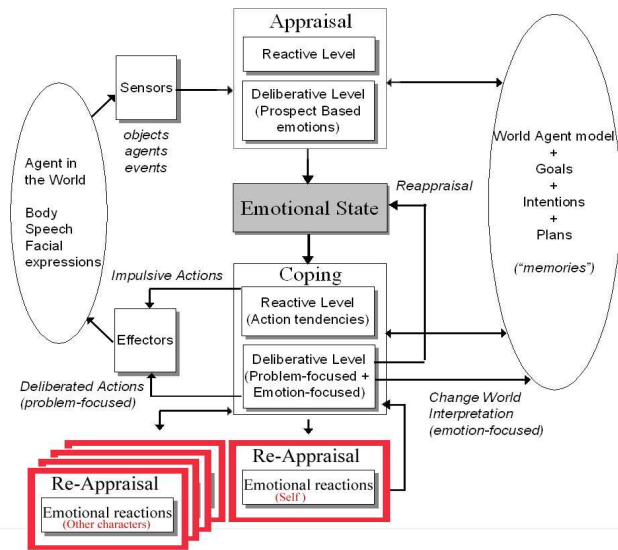 Appraisal
Reactive Level
Deliberative Level
(Prospect Based
emotions)
Sensors
objects
agents
events
Agent in
the World
Body
Speech
Facial
expressions
World Agent model
+
Goals
+
Intentions
+
Plans
("memories")
Reappraisal
Emotional State
Coping
Impulsive Actions
Reactive Level
(Action tendencies)
Effectors
Deliberative Level
(Problem-focused +
Emotion-focused)
Deliberated Actions
(problem-focused)
Change World
Interpretation
(emotion-focused)
Re-Appraisal
Emotional reactions
(Other characters)
Re-Appraisal
Emotional reactions
(Self )